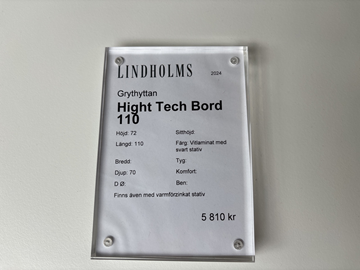 LINDHOLMS 2024
Grythyttan
Hight Tech Bord
110
Höjd: 72 Sitthöjd:
Längd: 110 Färg: Vitlaminat med
svart stativ
Bredd: Tyg:
Djup: 70 Komfort:
D Ø: Ben:
Finns även med varmförzinkat stativ
5 810 kr